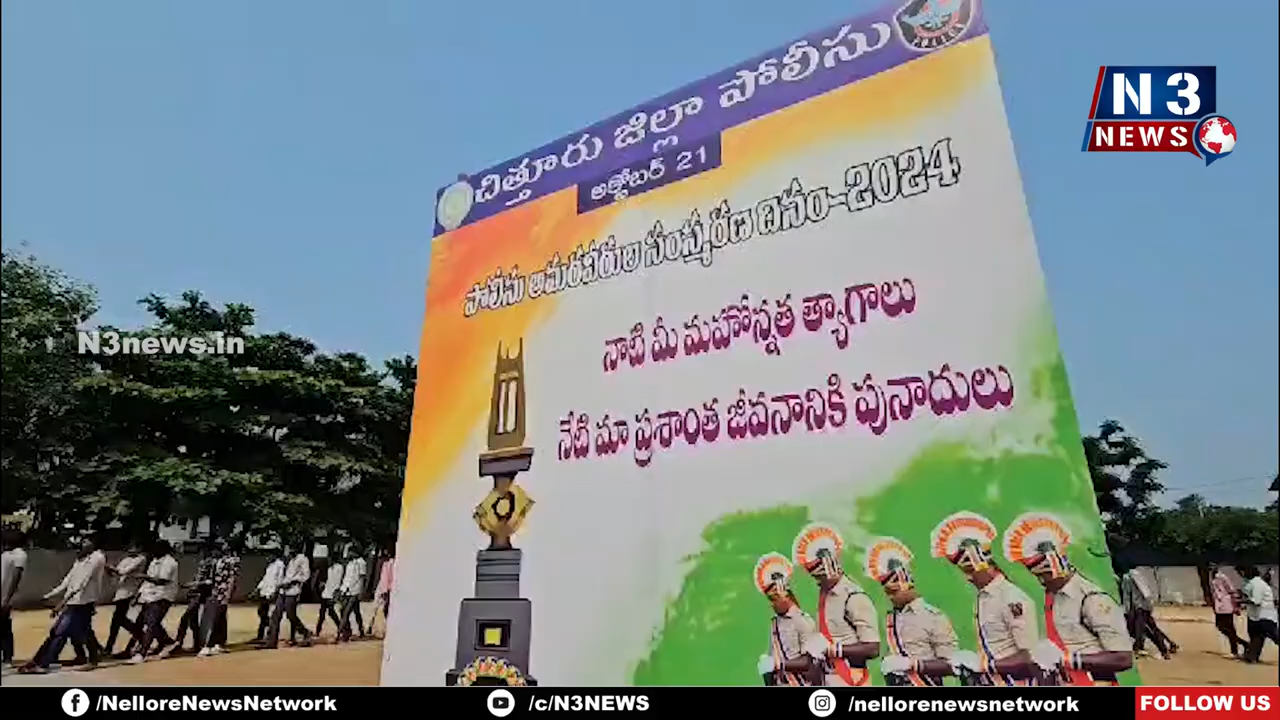 చిత్తూరు జిల్లా పోలీసు
POLICE
అక్టోబర్ 21
పోలీసు అమరవీరుల సంస్మరణ దినం-2024
నాటి మీ మహోన్నత త్యాగాలు
నేటి మా ప్రశాంత జీవనానికి పునాదులు
N3
NEWS
N3news.in
/NelloreNewsNetwork
/c/N3NEWS
/nellorenewsnetwork
FOLLOW US